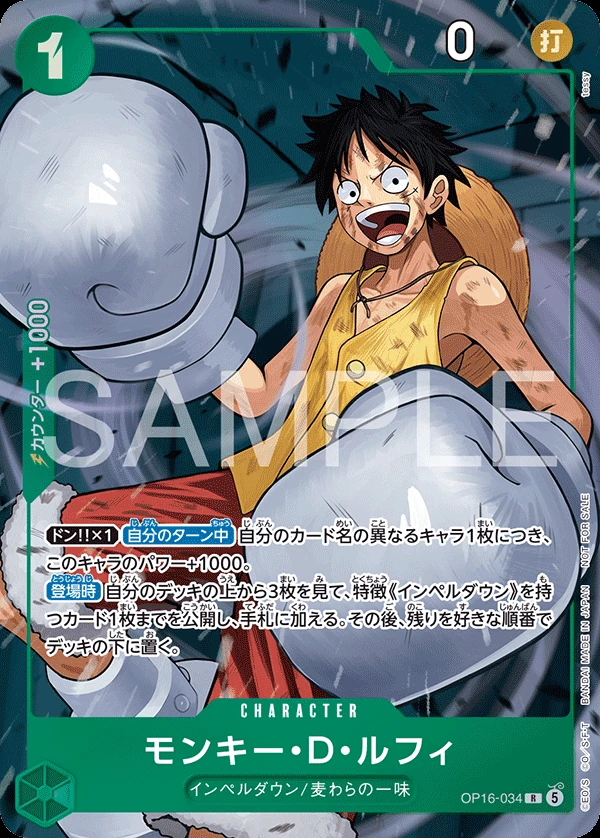 1
0
打
tessy
カウンター +1000
SAMPLE
ドン!!×1 自分のターン中 自分のカード名の異なるキャラ1枚につき、
このキャラのパワー+1000。
登場時 自分のデッキの上から3枚を見て、特徴《インペルダウン》を持
つカード1枚までを公開し、手札に加える。その後、残りを好きな順番で
デッキの下に置く。
©E.O/S. ©O/S.F.T BANDAI MADE IN JAPAN NOT FOR SALE
CHARACTER
モンキー・D・ルフィ
インペルダウン/麦わらの一味
OP16-034 R 5